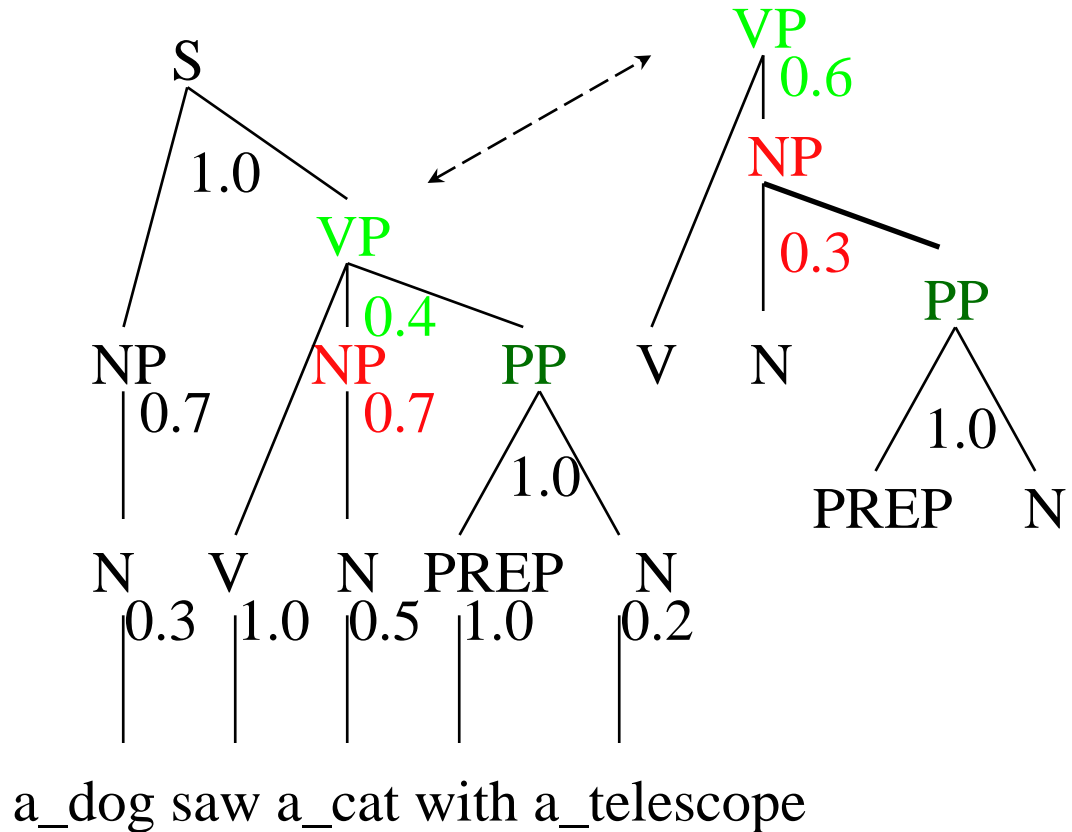 VP
S
0.6
NP
1.0
VP
0.3
PP
0.4
NP
NP
PP
V
N
0.7
0.7
1.0
1.0
PREP
N
N
V
N
PREP
N
0.3
1.0
0.5
1.0
0.2
a_dog saw a_cat with a_telescope